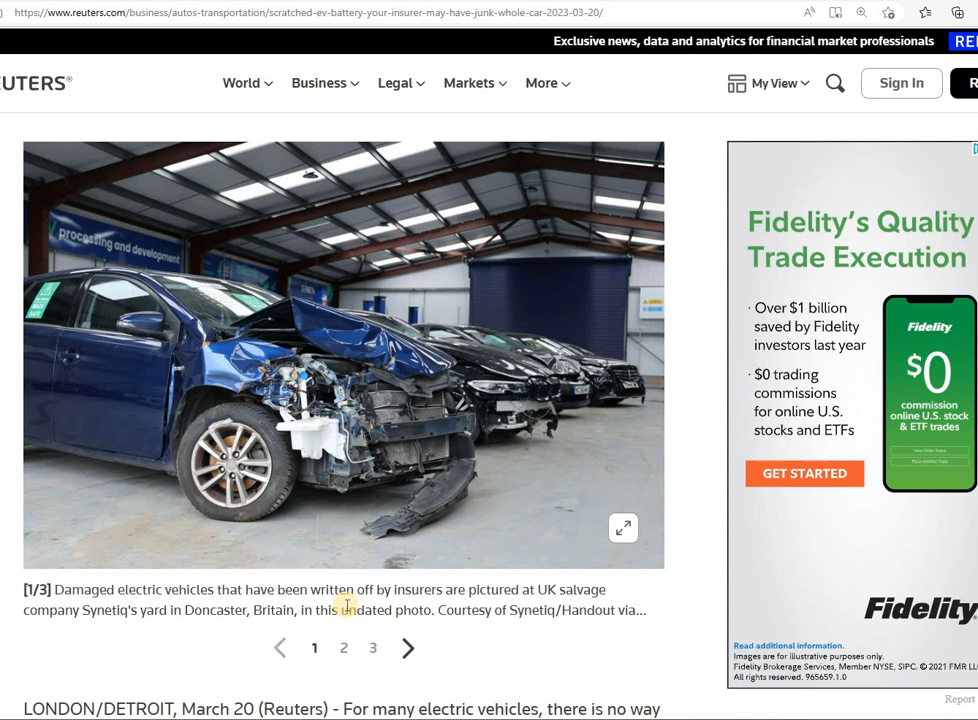 https://www.reuters.com/business/autos-transportation/scratched-ev-battery-your-insurer-may-have-junk-whole-car-2023-03-20/
Exclusive news, data and analytics for financial market professionals
EUTERS®
World
Business
Legal
Markets
More
My View
Sign In
R
processing and development
[1/3] Damaged electric vehicles that have been written off by insurers are pictured at UK salvage
company Synetiq's yard in Doncaster, Britain, in this undated photo. Courtesy of Synetiq/Handout via...
1 2 3
LONDON/DETROIT, March 20 (Reuters) - For many electric vehicles, there is no way
Fidelity's Quality
Trade Execution
· Over $1 billion
saved by Fidelity
investors last year
· $0 trading
commissions
for online U.S.
stocks and ETFs
GET STARTED
Fidelity
$0
commission
online U.S. stock
& ETF trades
Fidelity
Read additional information.
Images are for illustrative purposes only.
Fidelity Brokerage Services, Member NYSE, SIPC. © 2021 FMR LL
All rights reserved. 965659.1.0
Report